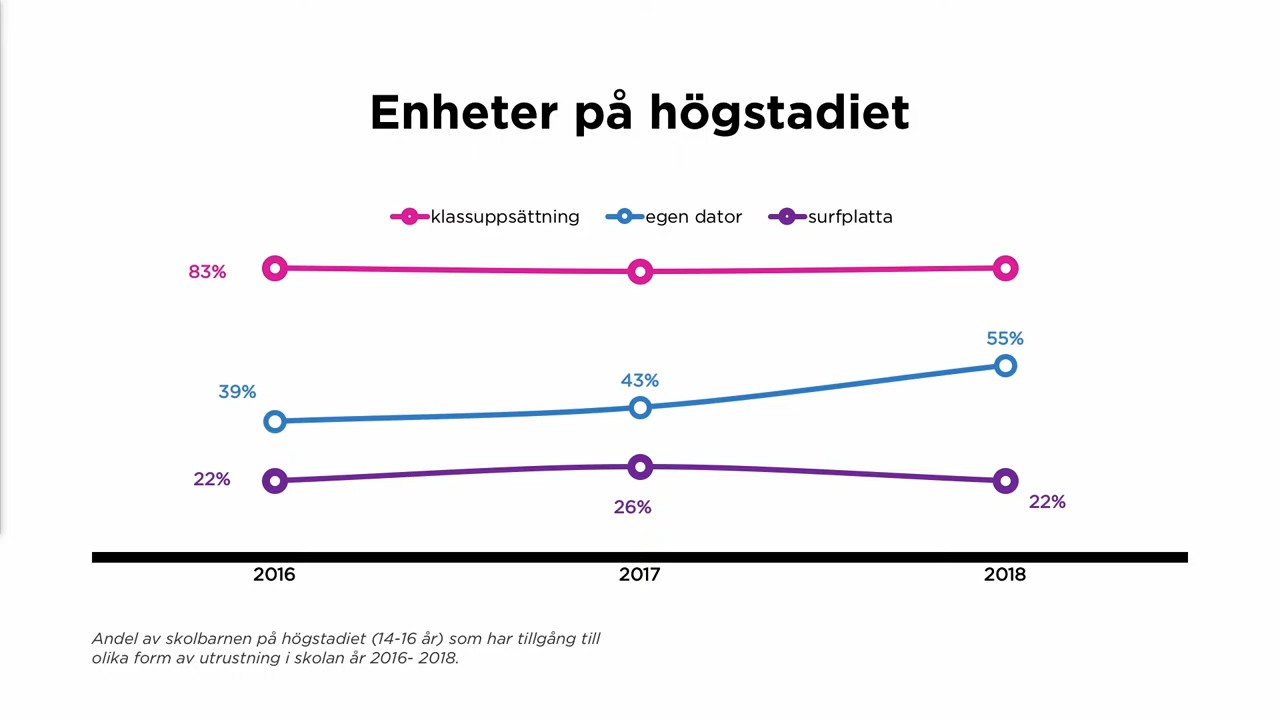 Enheter på högstadiet
klassuppsättning egen dator surfplatta
83%
55%
43%
39%
22%
26%
22%
2016 2017 2018
Andel av skolbarnen på högstadiet (14-16 år) som har tillgång till
olika form av utrustning i skolan år 2016- 2018.